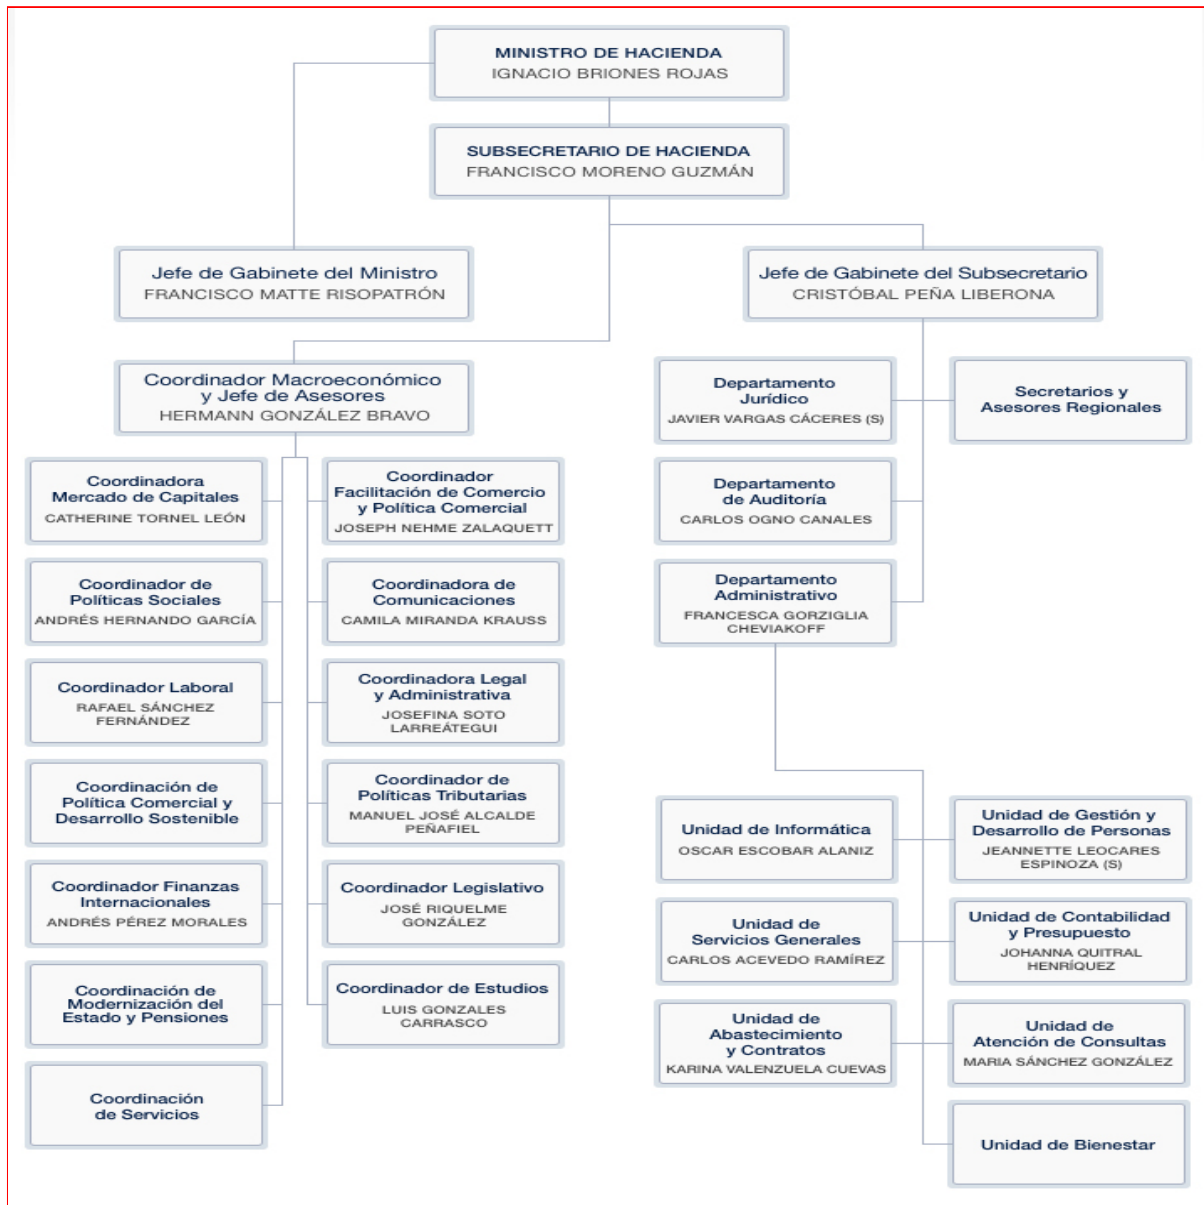 MINISTRO DE HACIENDA
IGNACIO BRIONES ROJAS
SUBSECRETARIO DE HACIENDA
FRANCISCO MORENO GUZMÁN
Jefe de Gabinete del Ministro
FRANCISCO MATTE RISOPATRÓN
Jefe de Gabinete del Subsecretario
CRISTÓBAL PEÑA LIBERONA
Coordinador Macroeconómico
y Jefe de Asesores
HERMANN GONZÁLEZ BRAVO
Departamento
Jurídico
JAVIER VARGAS CÁCERES (S)
Secretarios y
Asesores Regionales
Coordinadora
Mercado de Capitales
CATHERINE TORNEL LEÓN
Coordinador
Facilitación de Comercio
y Política Comercial
JOSEPH NEHME ZALAQUETT
Departamento
de Auditoría
CARLOS OGNO CANALES
Coordinador de
Políticas Sociales
ANDRÉS HERNANDO GARCÍA
Coordinadora de
Comunicaciones
CAMILA MIRANDA KRAUSS
Departamento
Administrativo
FRANCESCA GORZIGLIA
CHEVIAKOFF
Coordinador Laboral
RAFAEL SÁNCHEZ
FERNÁNDEZ
Coordinadora Legal
y Administrativa
JOSEFINA SOTO
LARREÁTEGUI
Coordinación de
Política Comercial y
Desarrollo Sostenible
Coordinador de
Políticas Tributarias
MANUEL JOSÉ ALCALDE
PEÑAFIEL
Unidad de Informática
OSCAR ESCOBAR ALANIZ
Unidad de Gestión y
Desarrollo de Personas
JEANNETTE LEOCARES
ESPINOZA (S)
Coordinador Finanzas
Internacionales
ANDRÉS PÉREZ MORALES
Coordinador Legislativo
JOSÉ RIQUELME
GONZÁLEZ
Unidad de
Servicios Generales
CARLOS ACEVEDO RAMÍREZ
Unidad de Contabilidad
y Presupuesto
JOHANNA QUITRAL
HENRÍQUEZ
Coordinación de
Modernización del
Estado y Pensiones
Coordinador de Estudios
LUIS GONZALES
CARRASCO
Unidad de
Abastecimiento
y Contratos
KARINA VALENZUELA CUEVAS
Unidad de
Atención de Consultas
MARIA SÁNCHEZ GONZÁLEZ
Coordinación
de Servicios
Unidad de Bienestar